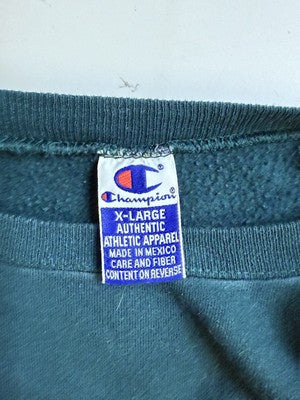 Champion
X-LARGE
AUTHENTIC
ATHLETIC APPAREL
MADE IN MEXICO
CARE AND FIBER
CONTENT ON REVERSE